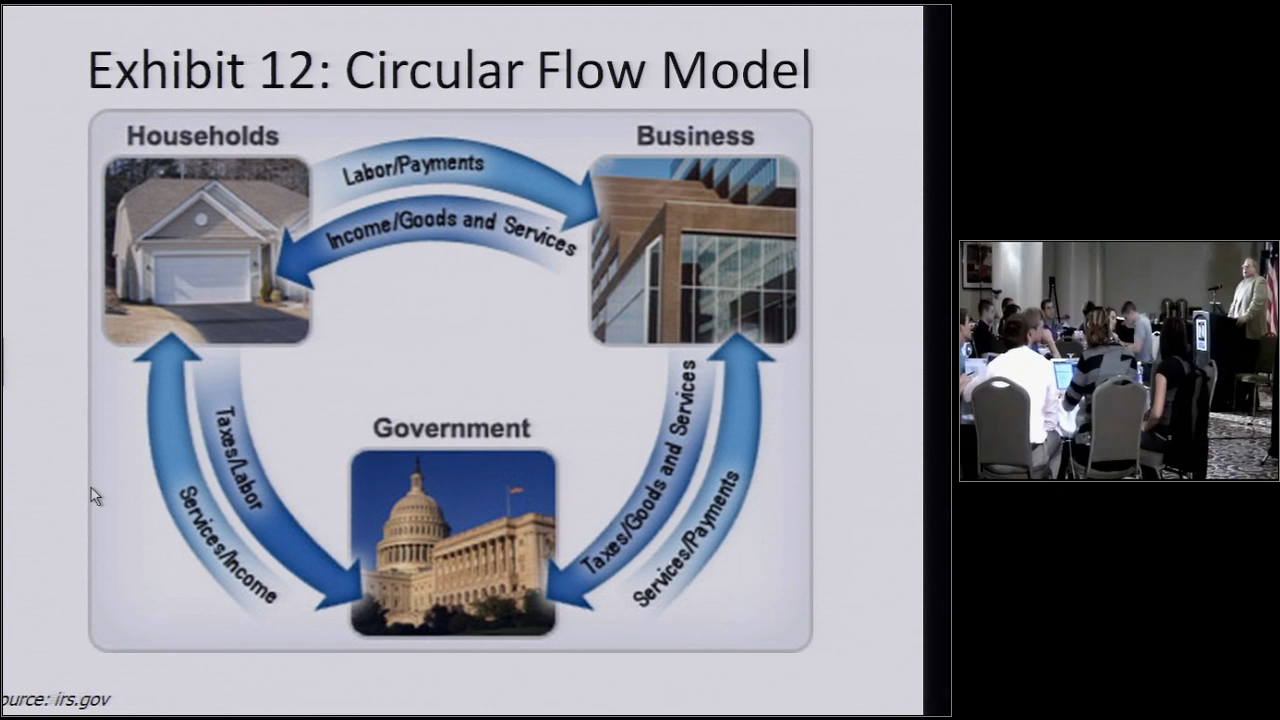 Exhibit 12: Circular Flow Model
Households
Business
Labor/Payments
Income/Goods and Services
Government
Taxes/Labor
Services/Income
Taxes/Goods and Services
Services/Payments
ource: irs.gov